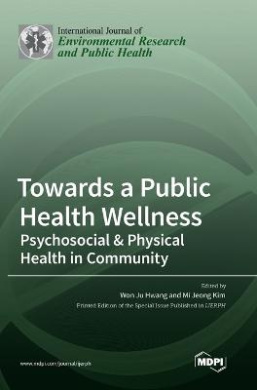 International Journal of
Environmental Research
and Public Health
Towards a Public
Health Wellness
Psychosocial & Physical
Health in Community
Edited by
Won Ju Hwang and Mi Jeong Kim
Printed Edition of the Special Issue Published in IJERPH
www.mdpi.com/journal/ijerph
MDPI